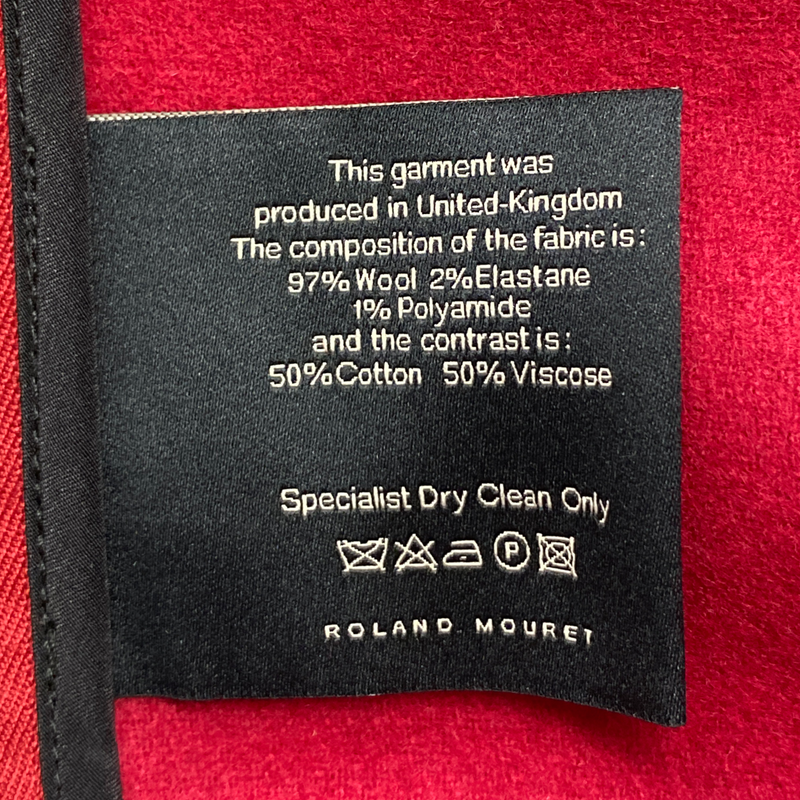 This garment was
produced in United-Kingdom
The composition of the fabric is:
97% Wool 2% Elastane
1% Polyamide
and the contrast is:
50% Cotton 50% Viscose
Specialist Dry Clean Only
P
ROLAND MOURET